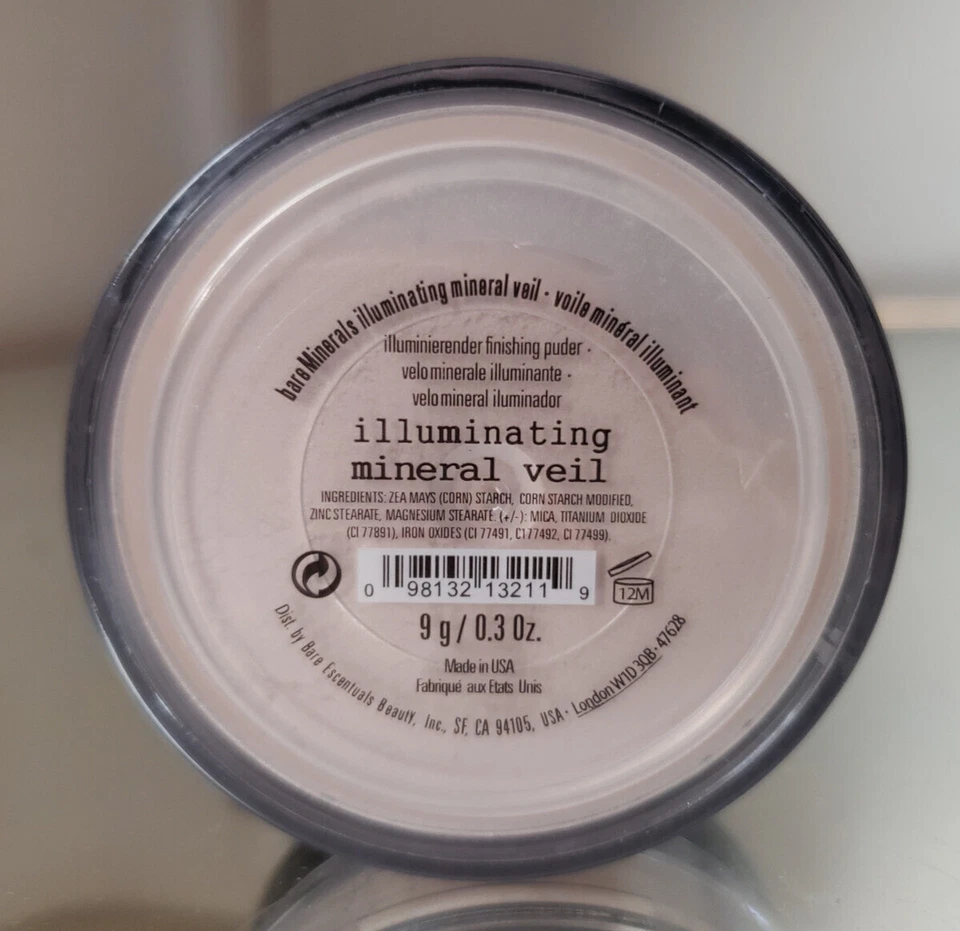 bareMinerals illuminating mineral veil · voile minéral illuminant
illuminierender finishing puder ·
velo minerale illuminante ·
velo mineral iluminador
illuminating
mineral veil
INGREDIENTS: ZEA MAYS (CORN) STARCH, CORN STARCH MODIFIED,
ZINC STEARATE, MAGNESIUM STEARATE. (+/-): MICA, TITANIUM DIOXIDE
(CI 77891), IRON OXIDES (CI 77491, CI 77492, CI 77499).
0 98132 13211 9
12M
9 g / 0.3 Oz.
Made in USA
Fabriqué aux Etats Unis
Dist. by Bare Escentuals Beauty, Inc., SF, CA 94105, USA · London W1D 3QB · 47628